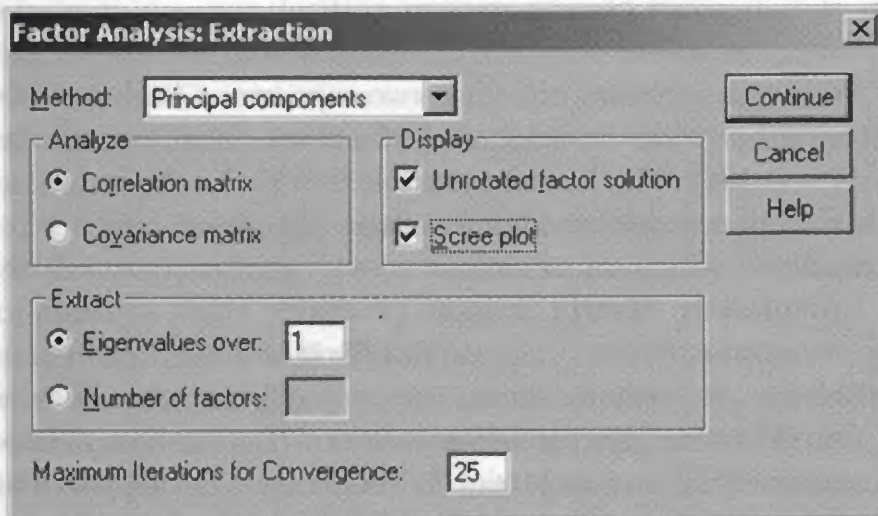 Factor Analysis: Extraction
Method: Principal components
Continue
Analyze
Display
Cancel
Correlation matrix
Unrotated factor solution
Help
Covariance matrix
Scree plot
Extract
Eigenvalues over: 1
Number of factors:
Maximum Iterations for Convergence: 25